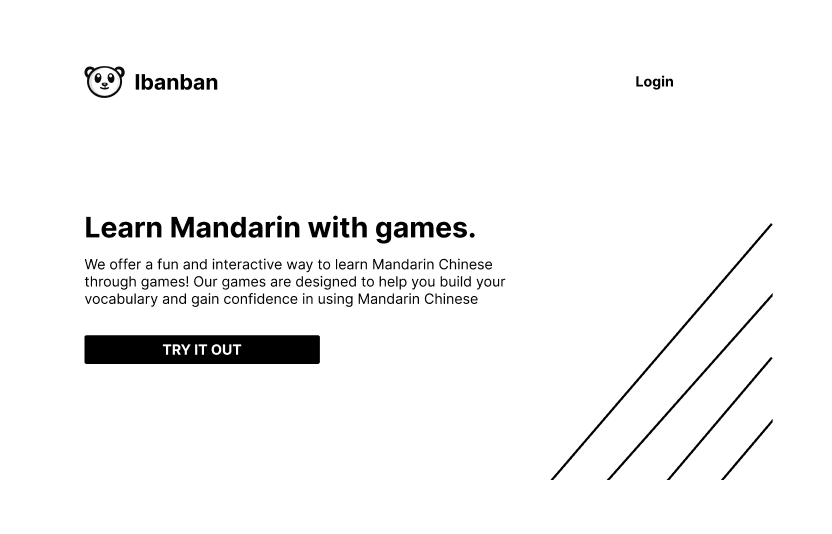 Ibanban
Login
Learn Mandarin with games.
We offer a fun and interactive way to learn Mandarin Chinese
through games! Our games are designed to help you build your
vocabulary and gain confidence in using Mandarin Chinese
TRY IT OUT